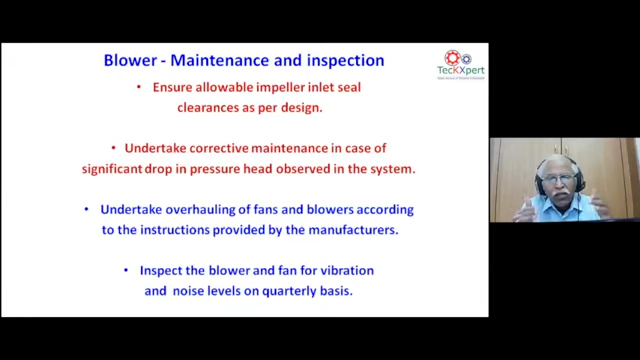 Blower - Maintenance and inspection
TecKXpert
• Ensure allowable impeller inlet seal
clearances as per design.
• Undertake corrective maintenance in case of
significant drop in pressure head observed in the system.
• Undertake overhauling of fans and blowers according
to the instructions provided by the manufacturers.
• Inspect the blower and fan for vibration
and noise levels on quarterly basis.